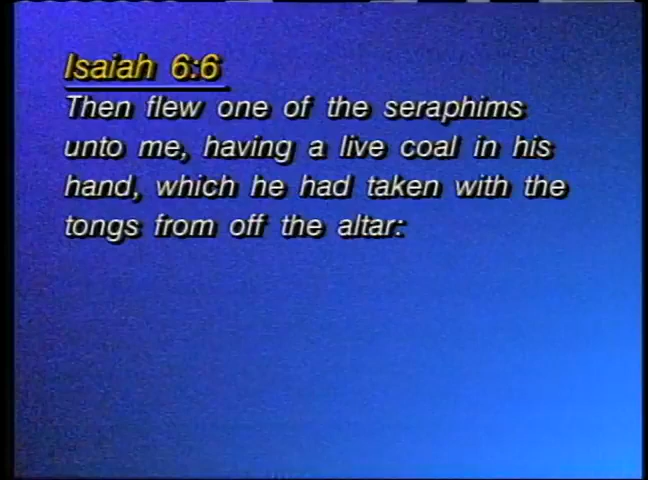 Isaiah 6:6
Then flew one of the seraphims
unto me, having a live coal in his
hand, which he had taken with the
tongs from off the altar: